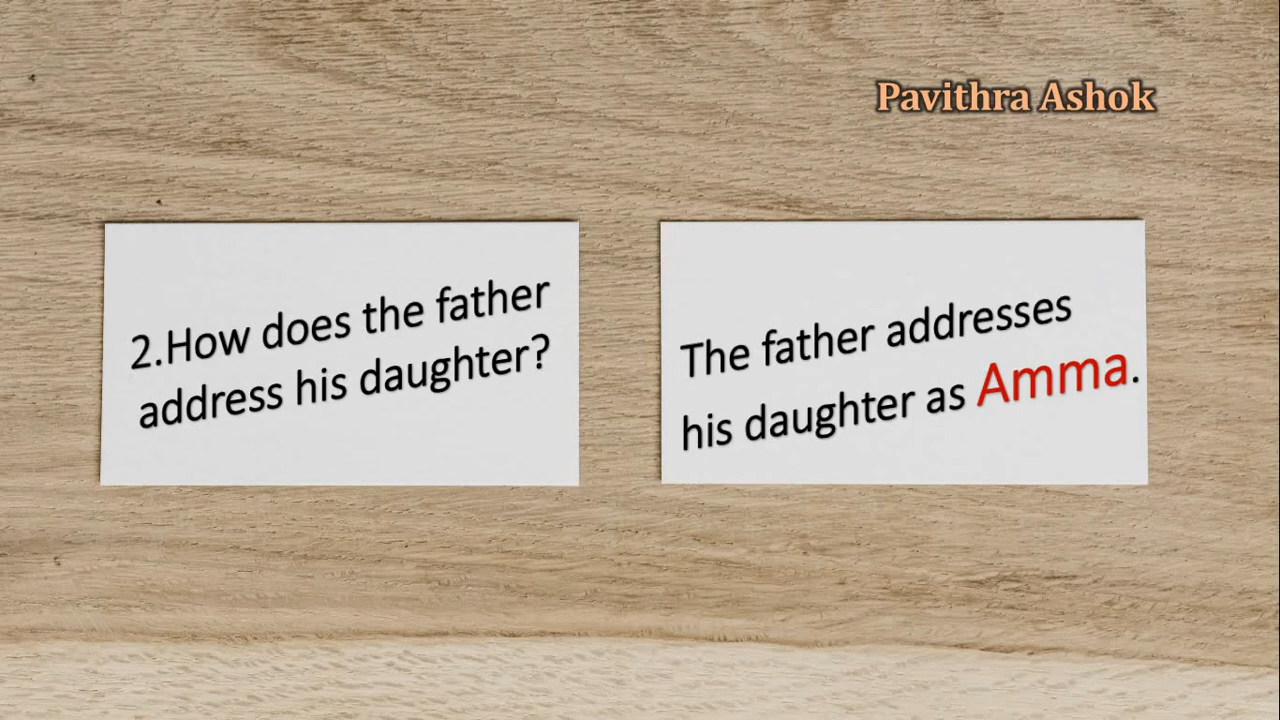 Pavithra Ashok
2.How does the father
address his daughter?
The father addresses
his daughter as Amma.